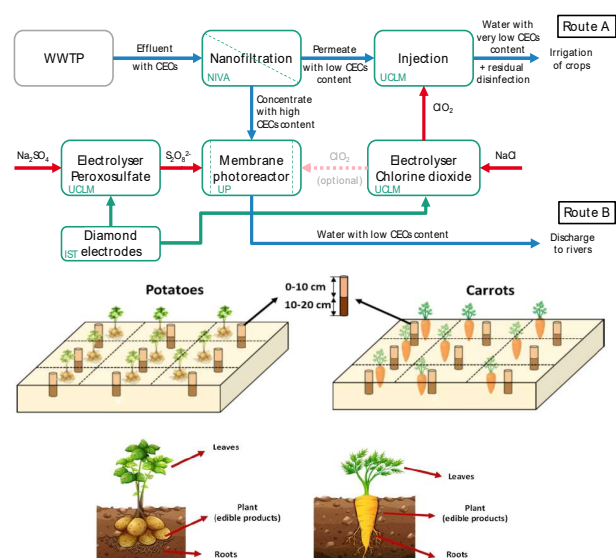 Route A
WWTP
Effluent
with CECs
Nanofiltration
NIVA
Permeate
with low CECs
content
Injection
UCLM
Water with
very low CECs
content
+ residual
disinfection
Irrigation
of crops
Concentrate
with high
CECs content
ClO2
Na2SO4
Electrolyser
Peroxosulfate
UCLM
S2O8 2-
Membrane
photoreactor
UP
ClO2
(optional)
Electrolyser
Chlorine dioxide
UCLM
NaCl
Route B
Diamond
electrodes
IST
Water with low CECs content
Discharge
to rivers
Potatoes
0-10 cm
10-20 cm
Carrots
Leaves
Plant
(edible products)
Roots
Leaves
Plant
(edible products)
Roots